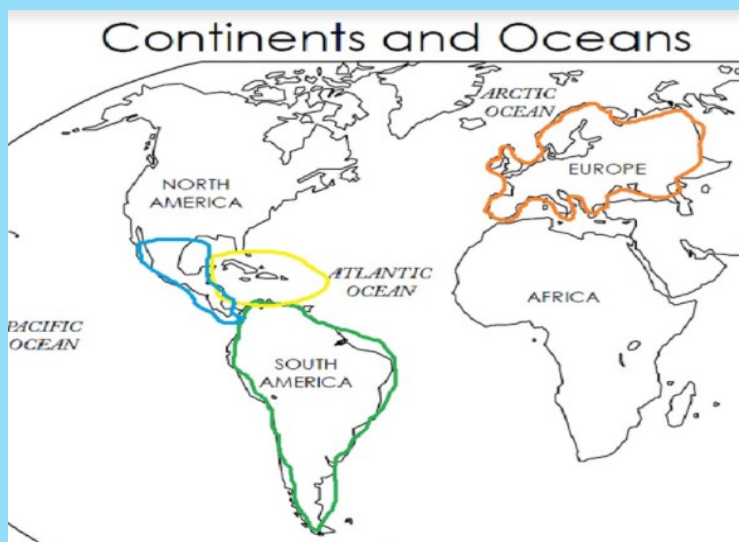 Continents and Oceans
ARCTIC
OCEAN
NORTH
AMERICA
EUROPE
ATLANTIC
OCEAN
AFRICA
PACIFIC
OCEAN
SOUTH
AMERICA